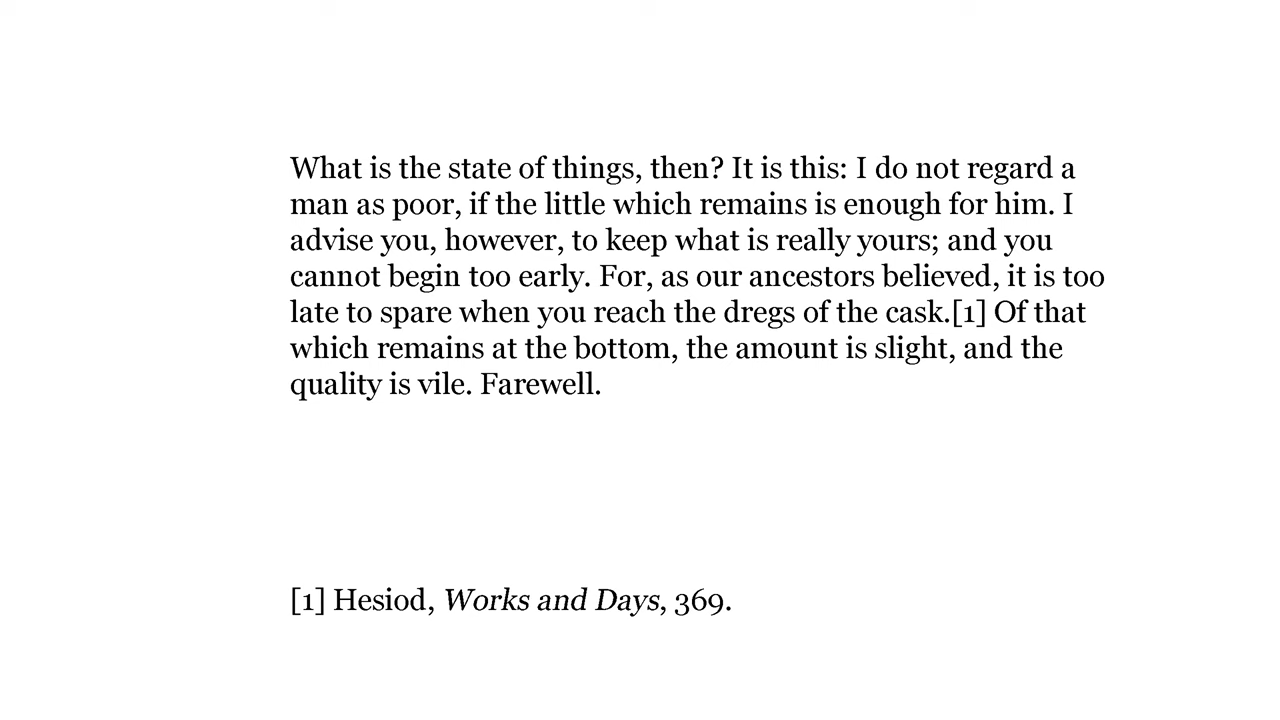 What is the state of things, then? It is this: I do not regard a
man as poor, if the little which remains is enough for him. I
advise you, however, to keep what is really yours; and you
cannot begin too early. For, as our ancestors believed, it is too
late to spare when you reach the dregs of the cask.[1] Of that
which remains at the bottom, the amount is slight, and the
quality is vile. Farewell.
[1] Hesiod, Works and Days, 369.